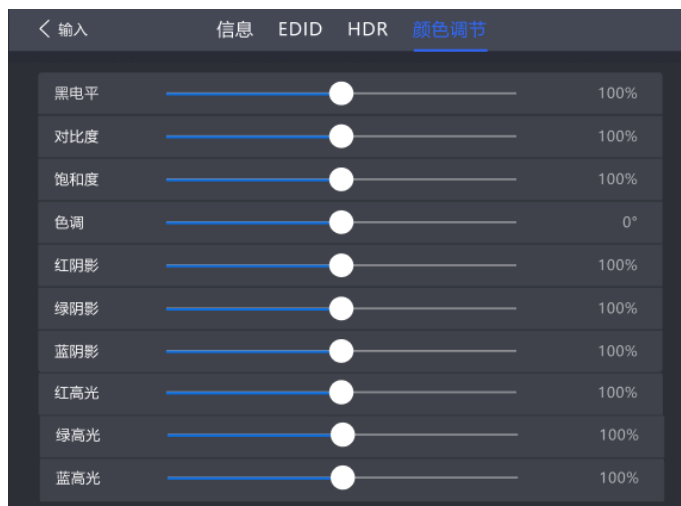 输入 信息 EDID HDR 颜色调节
黑电平 100%
对比度 100%
饱和度 100%
色调 0°
红阴影 100%
绿阴影 100%
蓝阴影 100%
红高光 100%
绿高光 100%
蓝高光 100%